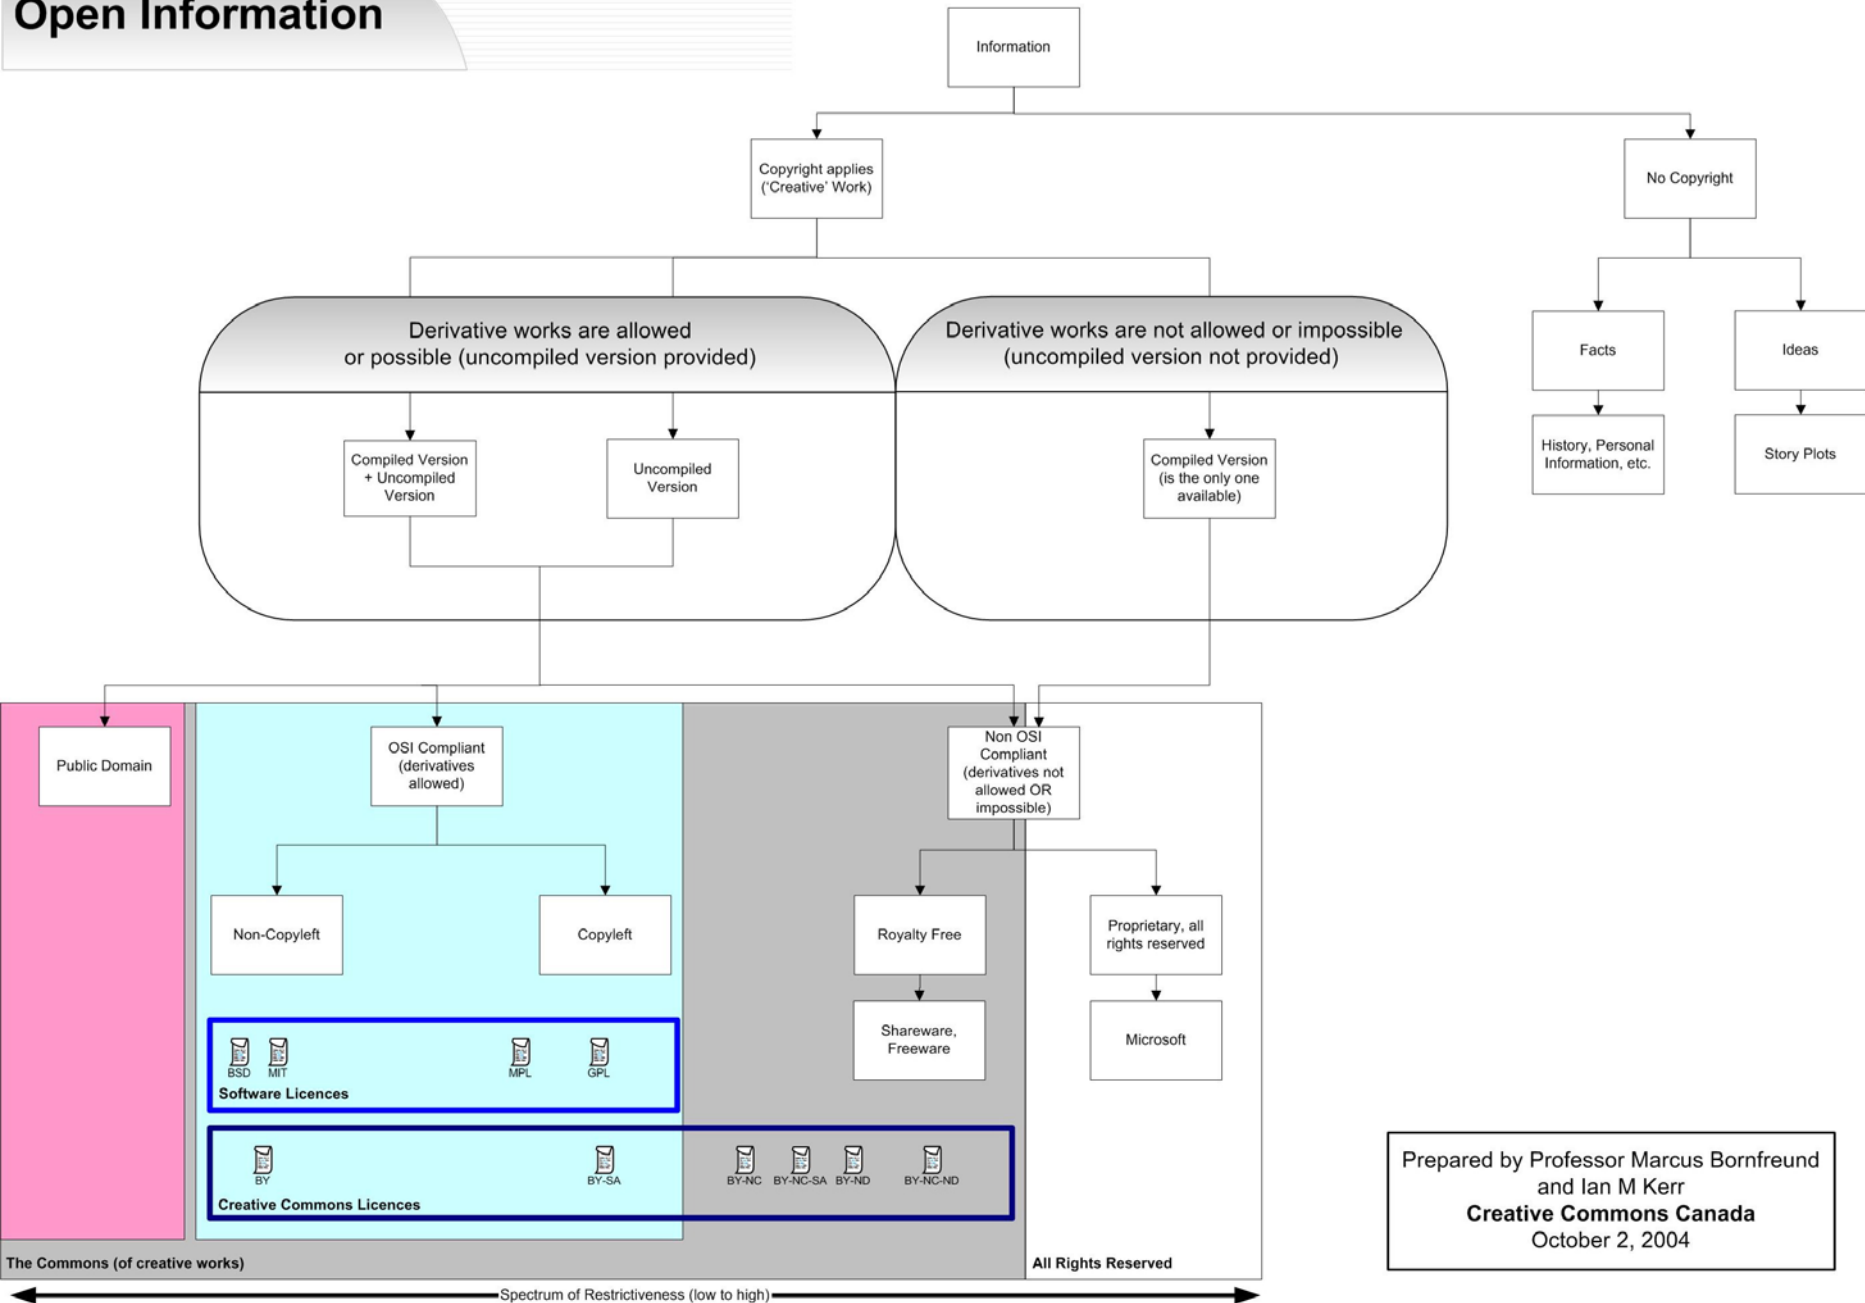 Open Information
Information
Copyright applies
('Creative' Work)
No Copyright
Derivative works are allowed
or possible (uncompiled version provided)
Derivative works are not allowed or impossible
(uncompiled version not provided)
Facts
Ideas
Compiled Version
+ Uncompiled
Version
Uncompiled
Version
Compiled Version
(is the only one
available)
History, Personal
Information, etc.
Story Plots
Public Domain
OSI Compliant
(derivatives
allowed)
Non OSI
Compliant
(derivatives not
allowed OR
impossible)
Non-Copyleft
Copyleft
Royalty Free
Proprietary, all
rights reserved
Shareware,
Freeware
Microsoft
BSD
MIT
MPL
GPL
Software Licences
BY
BY-SA
BY-NC
BY-NC-SA
BY-ND
BY-NC-ND
Creative Commons Licences
The Commons (of creative works)
All Rights Reserved
Spectrum of Restrictiveness (low to high)
Prepared by Professor Marcus Bornfreund
and Ian M Kerr
Creative Commons Canada
October 2, 2004